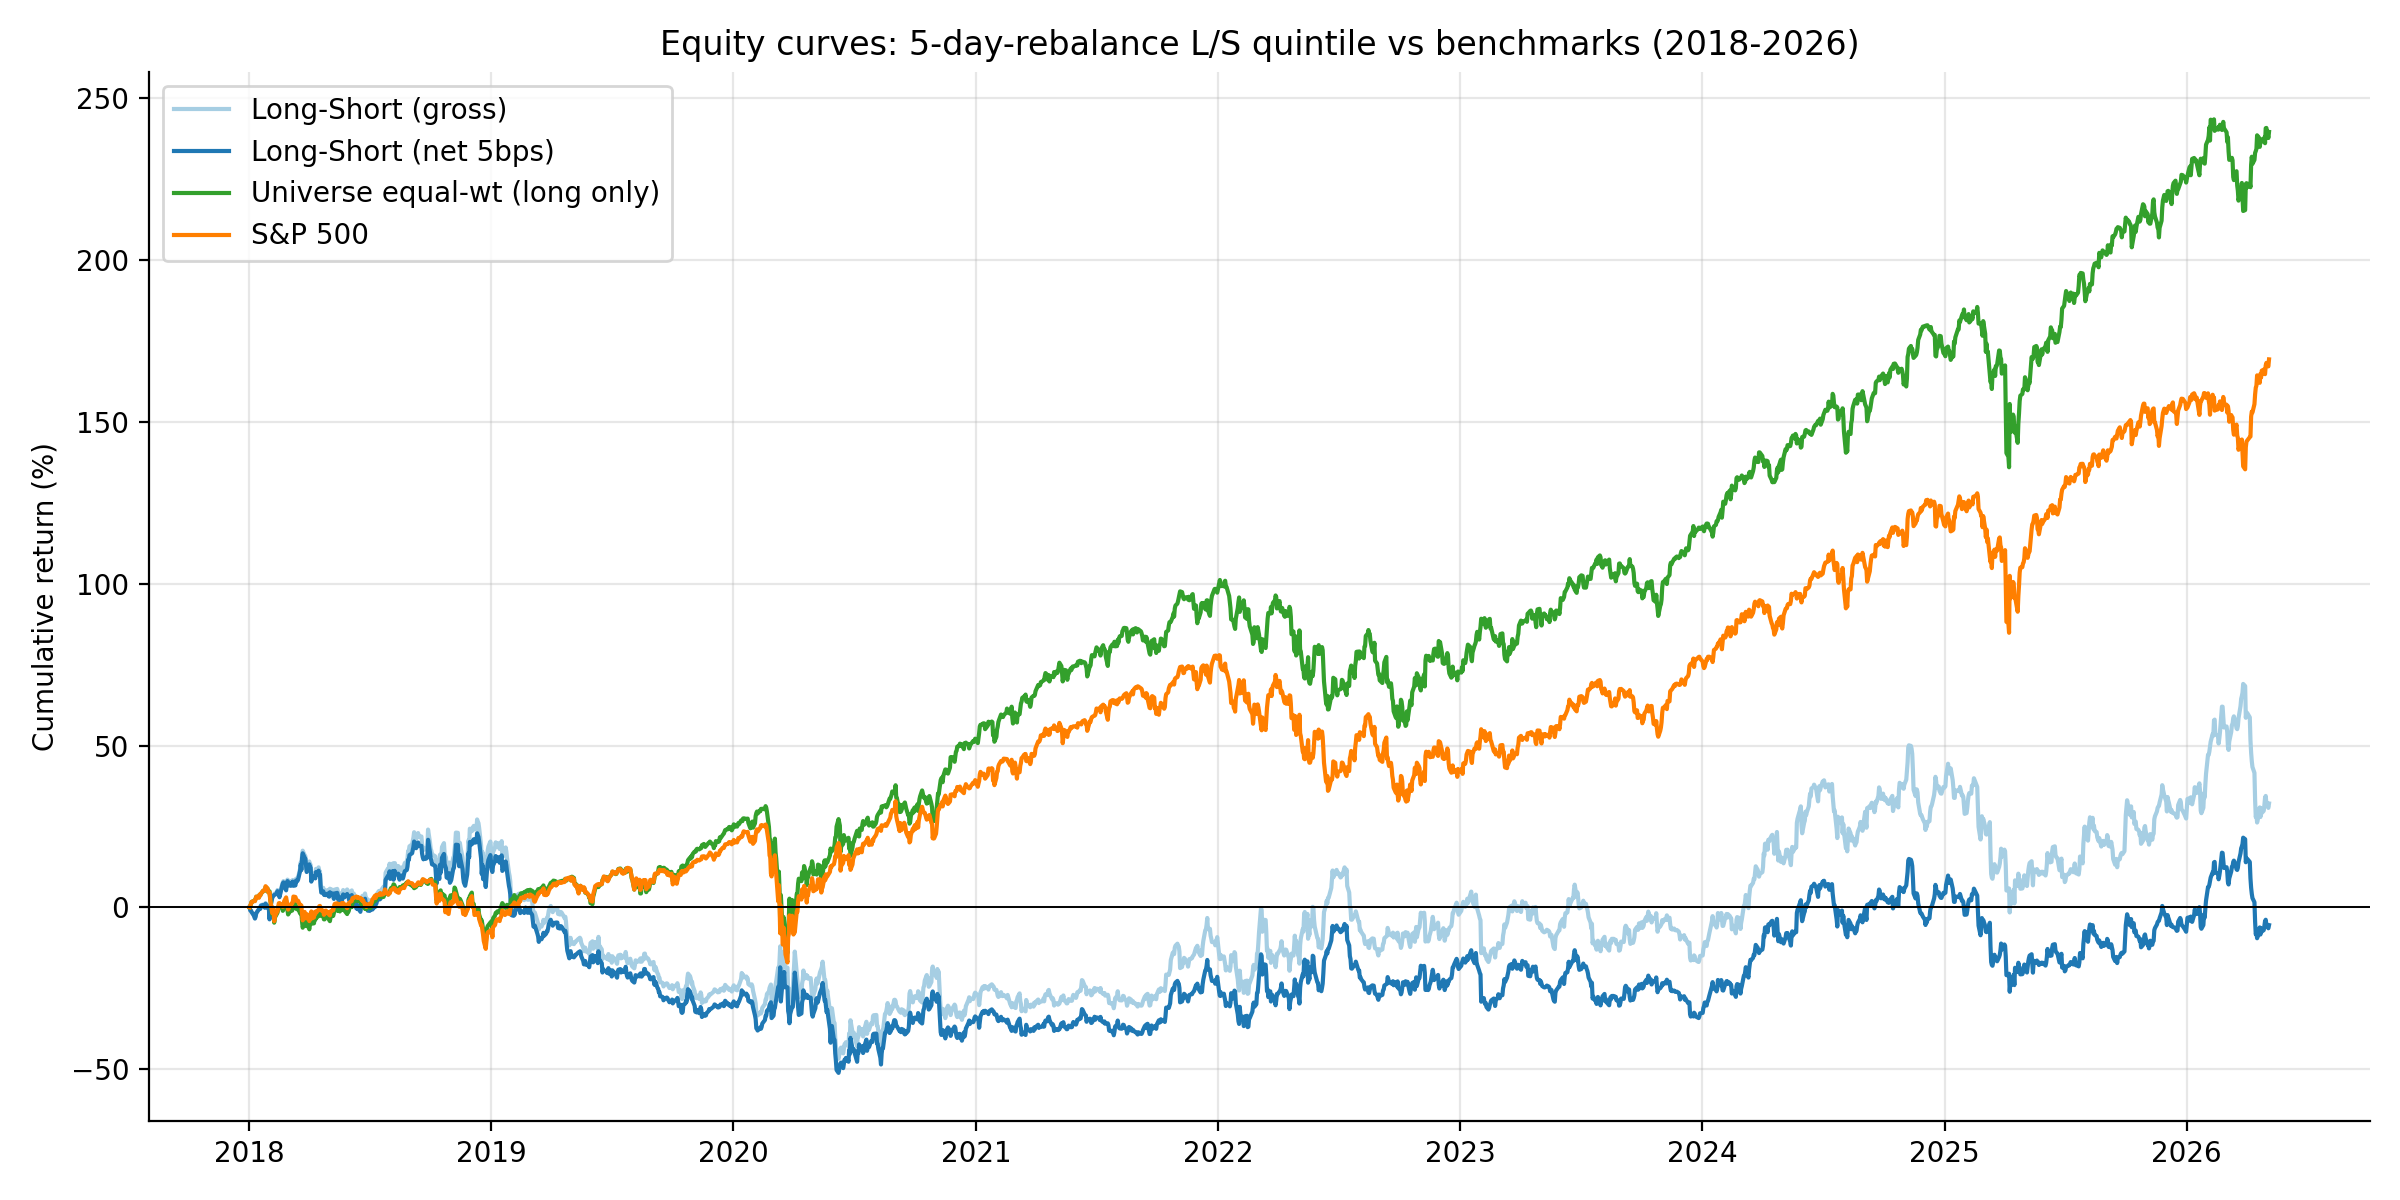 Equity curves: 5-day-rebalance L/S quintile vs benchmarks (2018-2026)
Long-Short (gross)
Long-Short (net 5bps)
Universe equal-wt (long only)
S&P 500
Cumulative return (%)
250
200
150
100
50
0
−50
2018 2019 2020 2021 2022 2023 2024 2025 2026